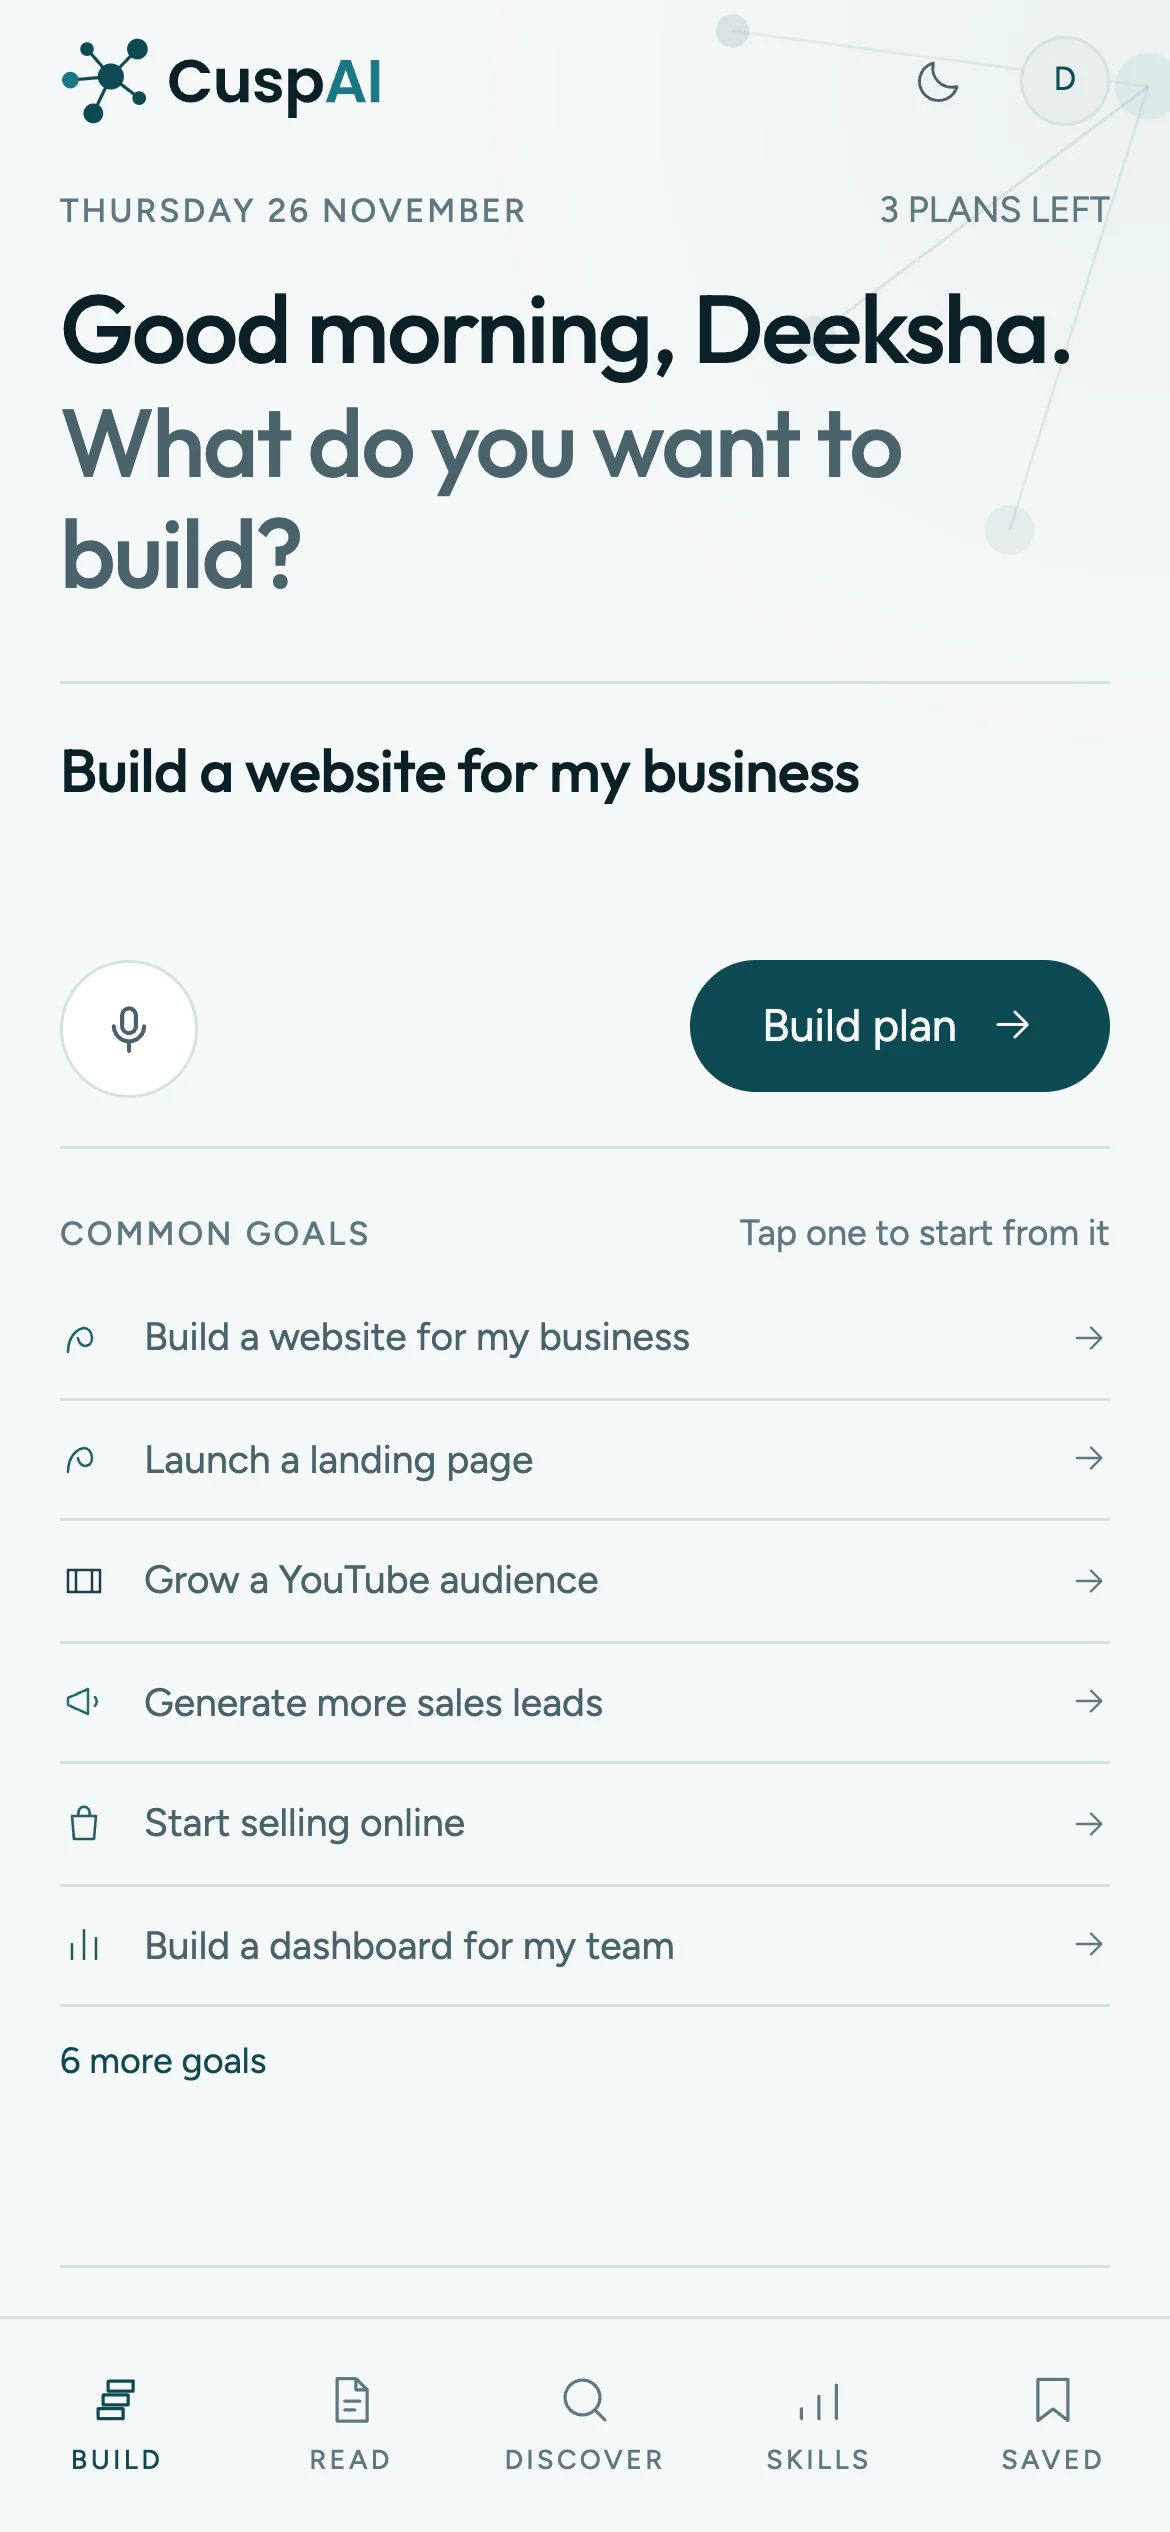 CuspAI
D
THURSDAY 26 NOVEMBER
3 PLANS LEFT
Good morning, Deeksha.
What do you want to
build?
Build a website for my business
Build plan
COMMON GOALS
Tap one to start from it
Build a website for my business
Launch a landing page
Grow a YouTube audience
Generate more sales leads
Start selling online
Build a dashboard for my team
6 more goals
BUILD
READ
DISCOVER
SKILLS
SAVED